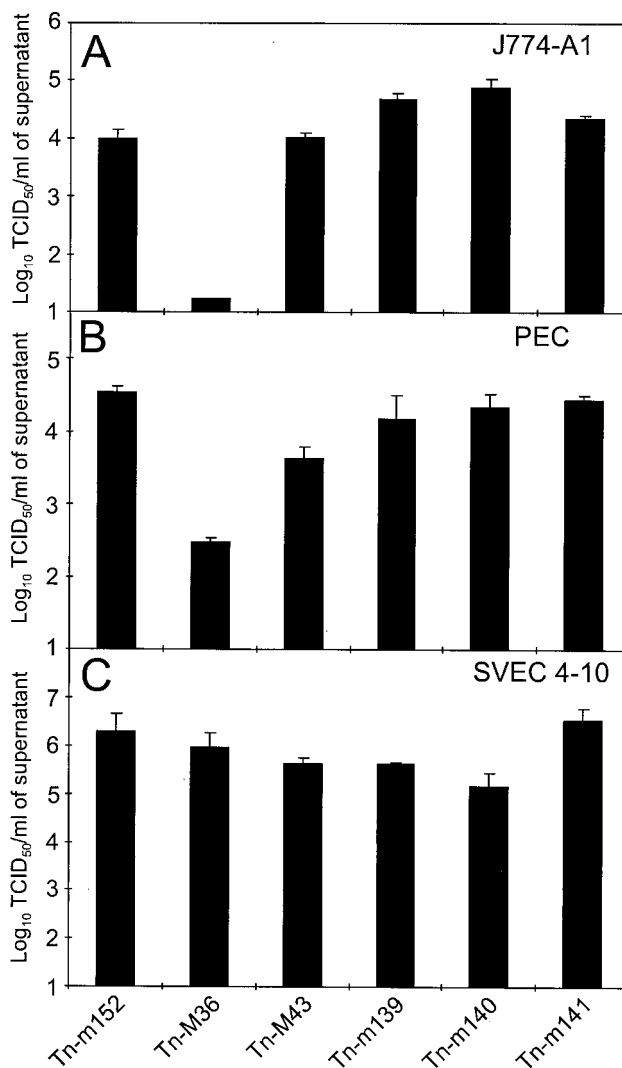 A
J774-A1
Log₁₀ TCID₅₀/ml of supernatant
6
5
4
3
2
1
B
PEC
Log₁₀ TCID₅₀/ml of supernatant
5
4
3
2
1
C
SVEC 4-10
Log₁₀ TCID₅₀/ml of supernatant
7
6
5
4
3
2
1
Tn-m152
Tn-M36
Tn-M43
Tn-m139
Tn-m140
Tn-m141